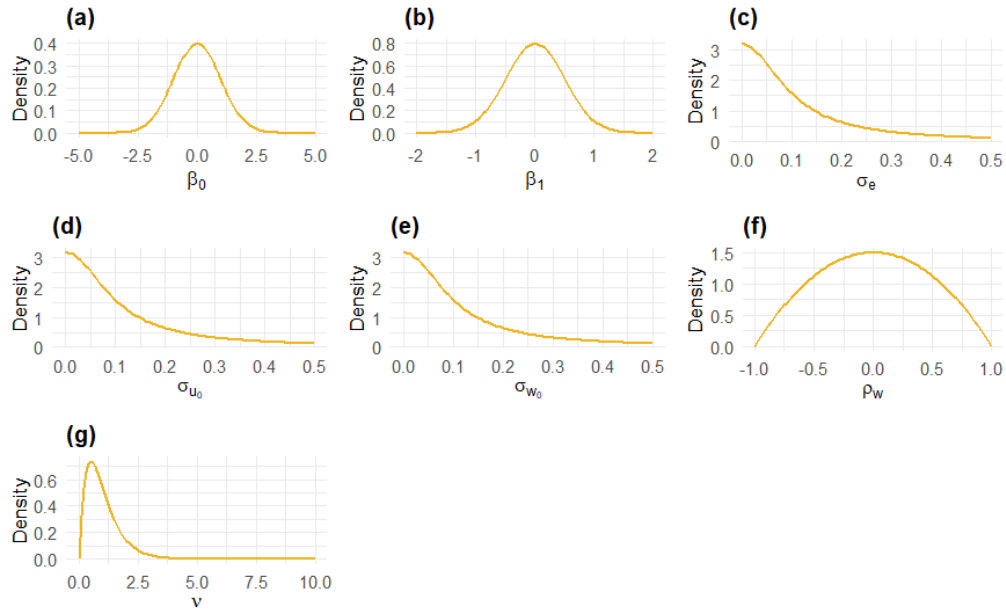 (a)
Density
0.4
0.3
0.2
0.1
0.0
-5.0 -2.5 0.0 2.5 5.0
β0
(b)
Density
0.8
0.6
0.4
0.2
0.0
-2 -1 0 1 2
β1
(c)
Density
3
2
1
0
0.0 0.1 0.2 0.3 0.4 0.5
σe
(d)
Density
3
2
1
0
0.0 0.1 0.2 0.3 0.4 0.5
σu0
(e)
Density
3
2
1
0
0.0 0.1 0.2 0.3 0.4 0.5
σw0
(f)
Density
1.5
1.0
0.5
0.0
-1.0 -0.5 0.0 0.5 1.0
ρw
(g)
Density
0.6
0.4
0.2
0.0
0.0 2.5 5.0 7.5 10.0
ν